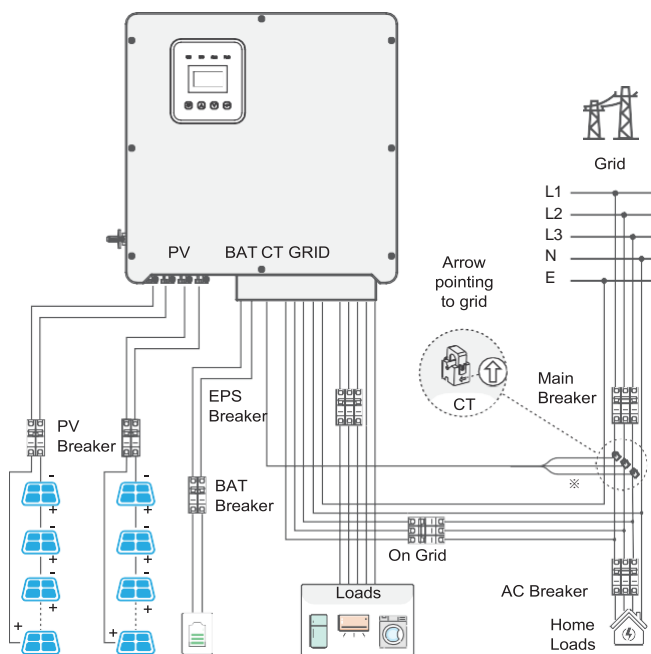 Grid
L1
L2
L3
N
E
PV
BAT CT GRID
Arrow
pointing
to grid
CT
Main
Breaker
EPS
Breaker
PV
Breaker
BAT
Breaker
※
On Grid
AC Breaker
Loads
Home
Loads
-
+
-
+
-
+
-
+
-
+
-
+
+
+